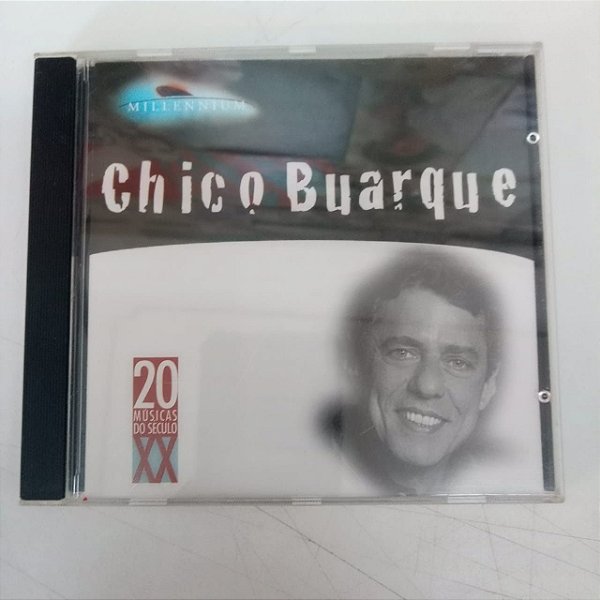 MILLENNIUM
Chico Buarque
20
MÚSICAS
DO SÉCULO
XX